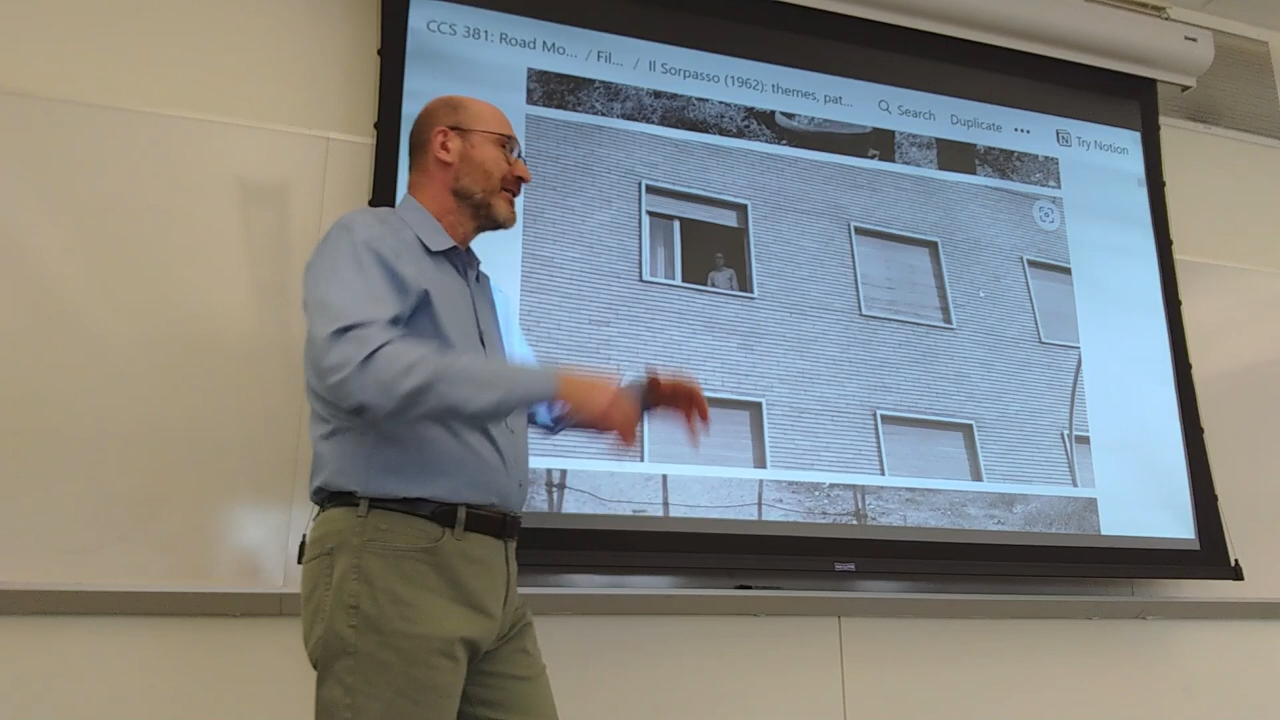 CCS 381: Road Mo... / Fil... / Il Sorpasso (1962): themes, pat... Search Duplicate ••• Try Notion